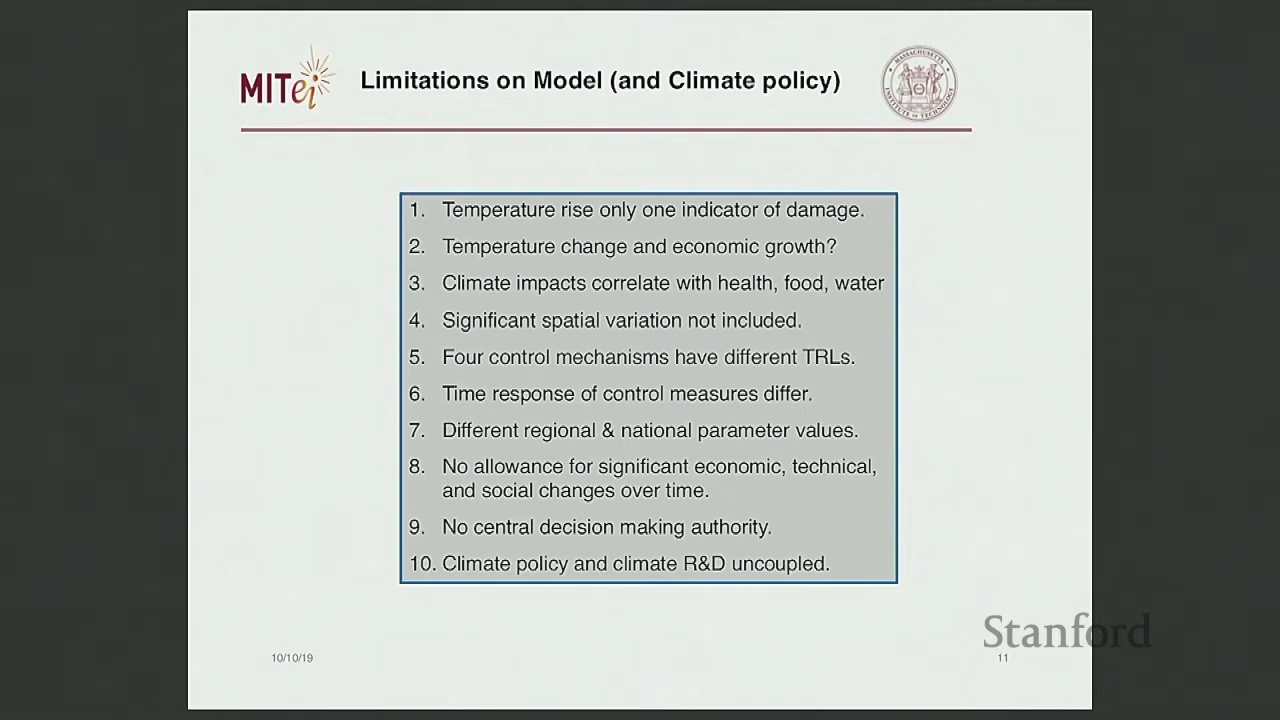 MITei
Limitations on Model (and Climate policy)
MASSACHUSETTS
INSTITUTE OF TECHNOLOGY
1. Temperature rise only one indicator of damage.
2. Temperature change and economic growth?
3. Climate impacts correlate with health, food, water
4. Significant spatial variation not included.
5. Four control mechanisms have different TRLs.
6. Time response of control measures differ.
7. Different regional & national parameter values.
8. No allowance for significant economic, technical,
and social changes over time.
9. No central decision making authority.
10. Climate policy and climate R&D uncoupled.
Stanford
10/10/19
11